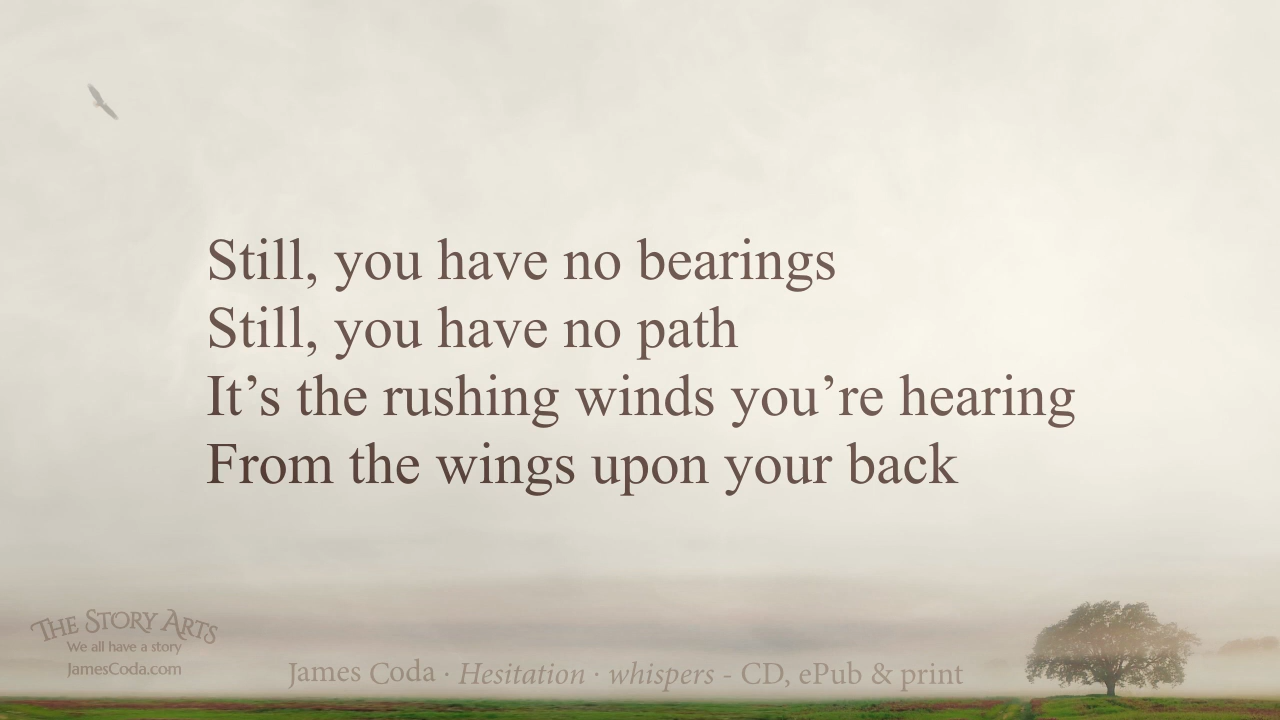 Still, you have no bearings
Still, you have no path
It’s the rushing winds you’re hearing
From the wings upon your back
THE STORY ARTS
We all have a story
JamesCoda.com
James Coda · Hesitation · whispers - CD, ePub & print